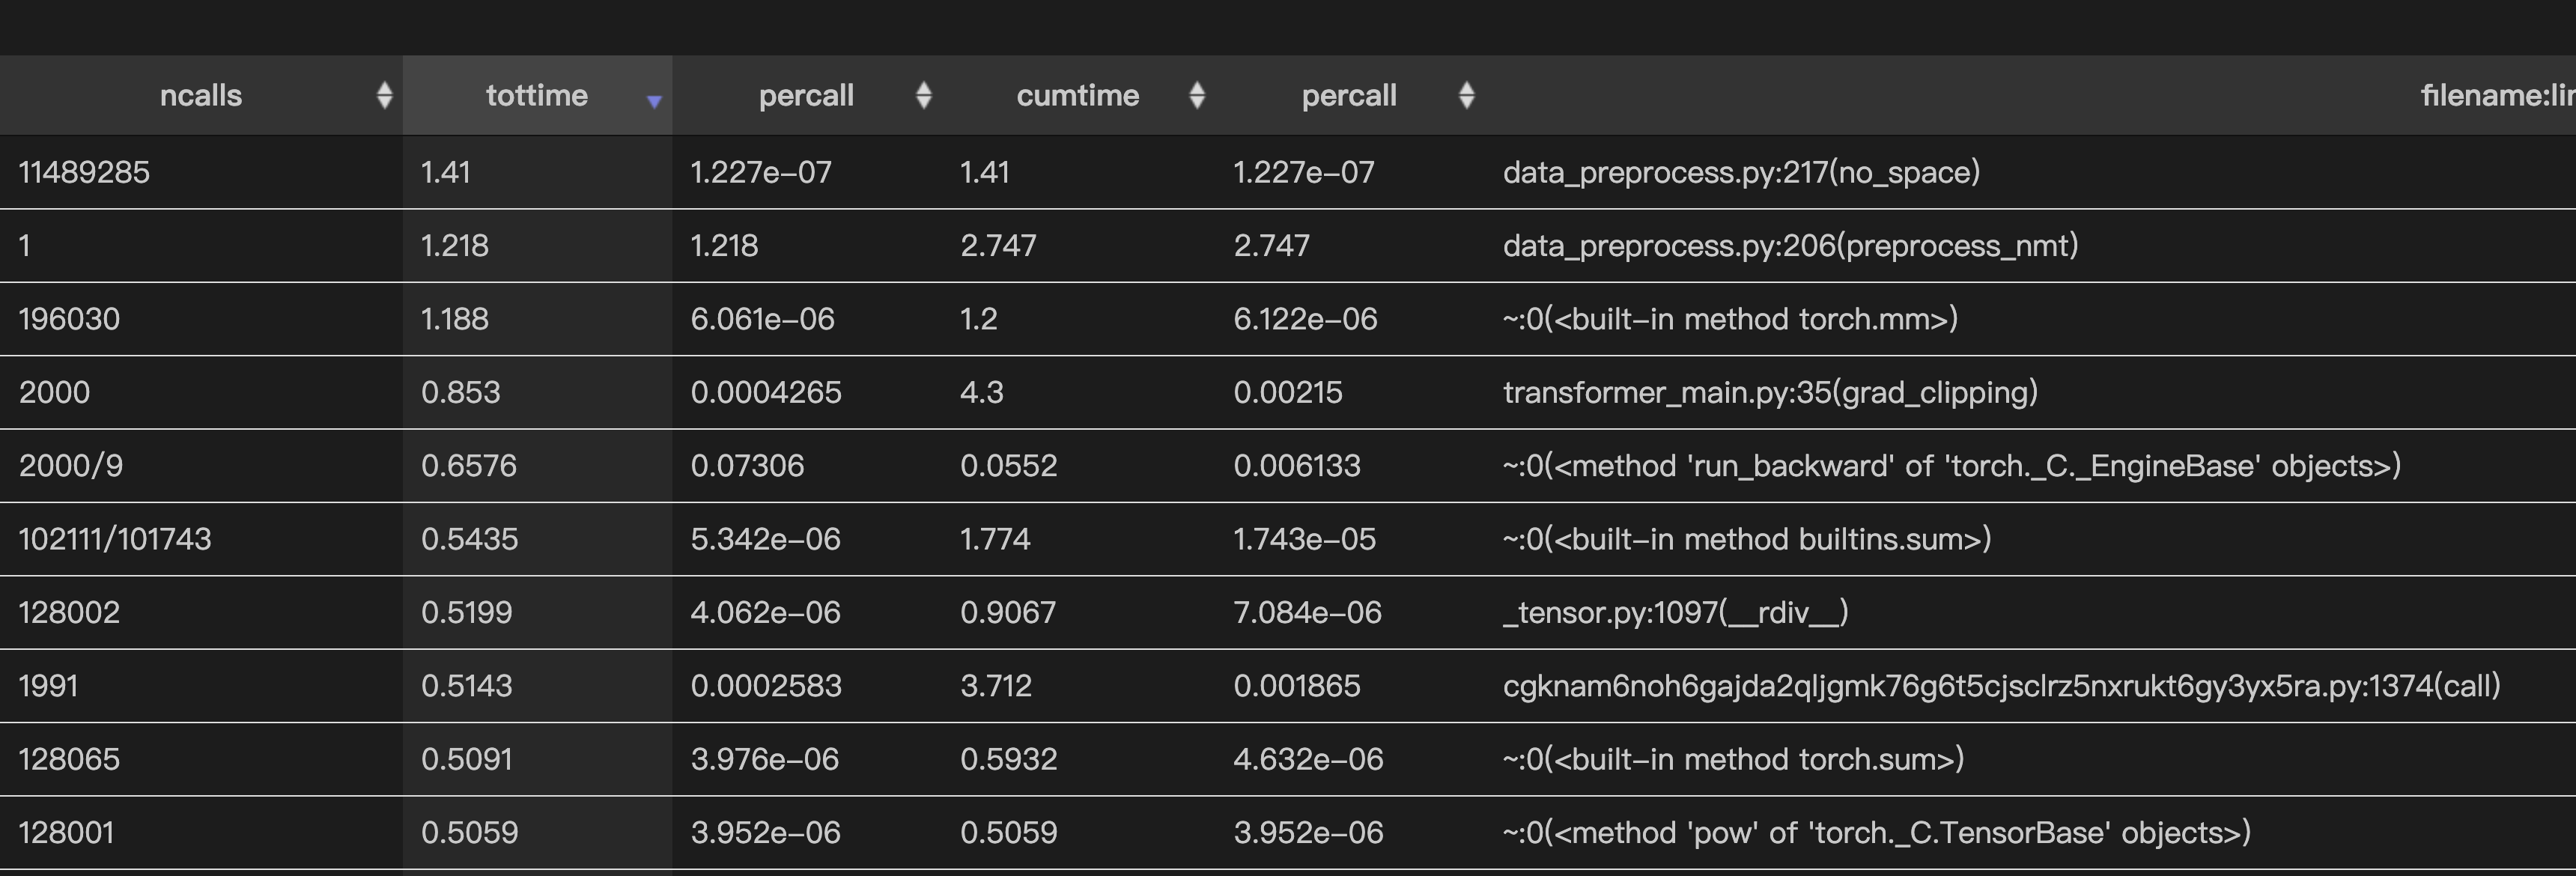 ncalls tottime percall cumtime percall filename:lin
11489285 1.41 1.227e-07 1.41 1.227e-07 data_preprocess.py:217(no_space)
1 1.218 1.218 2.747 2.747 data_preprocess.py:206(preprocess_nmt)
196030 1.188 6.061e-06 1.2 6.122e-06 ~:0(<built-in method torch.mm>)
2000 0.853 0.0004265 4.3 0.00215 transformer_main.py:35(grad_clipping)
2000/9 0.6576 0.07306 0.0552 0.006133 ~:0(<method 'run_backward' of 'torch._C._EngineBase' objects>)
102111/101743 0.5435 5.342e-06 1.774 1.743e-05 ~:0(<built-in method builtins.sum>)
128002 0.5199 4.062e-06 0.9067 7.084e-06 _tensor.py:1097(__rdiv__)
1991 0.5143 0.0002583 3.712 0.001865 cgknam6noh6gajda2qljgmk76g6t5cjsclrz5nxrukt6gy3yx5ra.py:1374(call)
128065 0.5091 3.976e-06 0.5932 4.632e-06 ~:0(<built-in method torch.sum>)
128001 0.5059 3.952e-06 0.5059 3.952e-06 ~:0(<method 'pow' of 'torch._C.TensorBase' objects>)